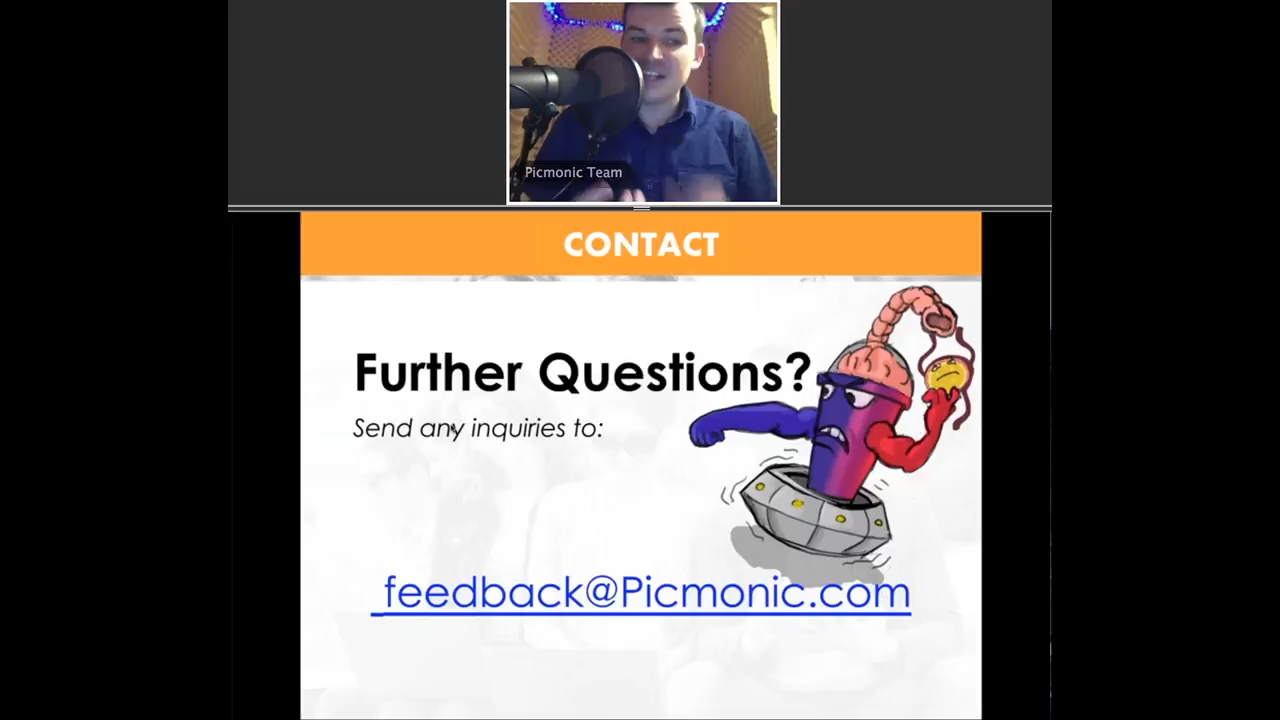 Picmonic Team
CONTACT
Further Questions?
Send any inquiries to:
feedback@Picmonic.com